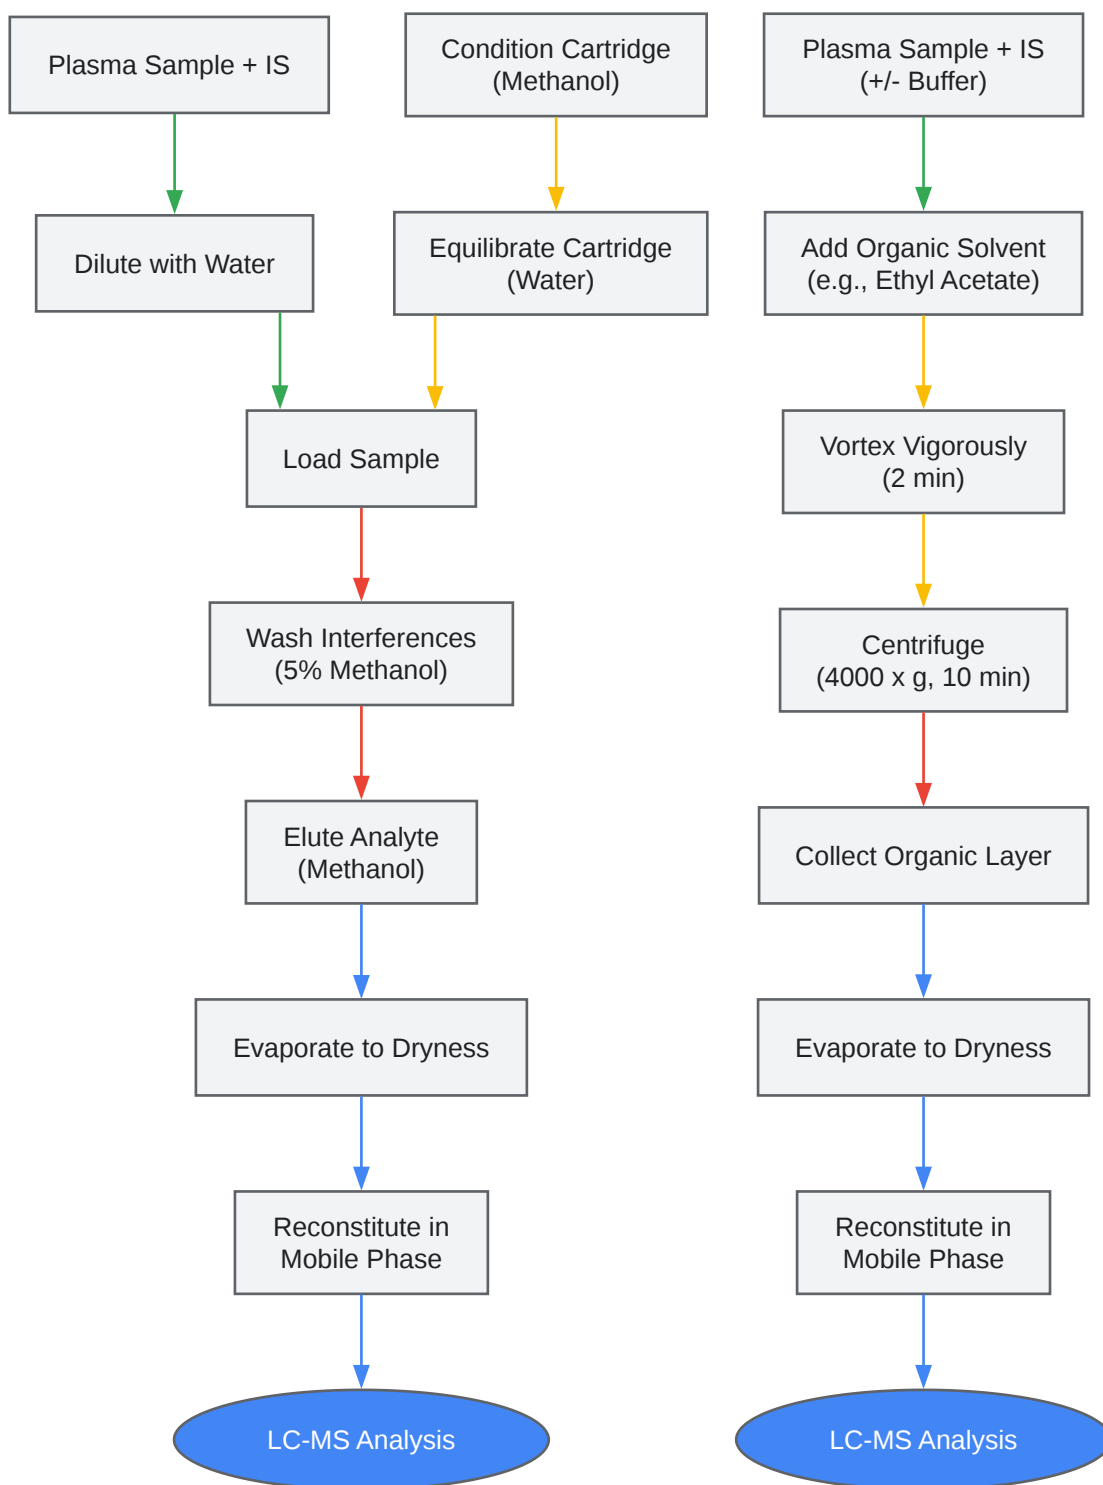 Plasma Sample + IS
Condition Cartridge
(Methanol)
Dilute with Water
Equilibrate Cartridge
(Water)
Load Sample
Wash Interferences
(5% Methanol)
Elute Analyte
(Methanol)
Evaporate to Dryness
Reconstitute in
Mobile Phase
LC-MS Analysis
Plasma Sample + IS
(+/- Buffer)
Add Organic Solvent
(e.g., Ethyl Acetate)
Vortex Vigorously
(2 min)
Centrifuge
(4000 x g, 10 min)
Collect Organic Layer
Evaporate to Dryness
Reconstitute in
Mobile Phase
LC-MS Analysis